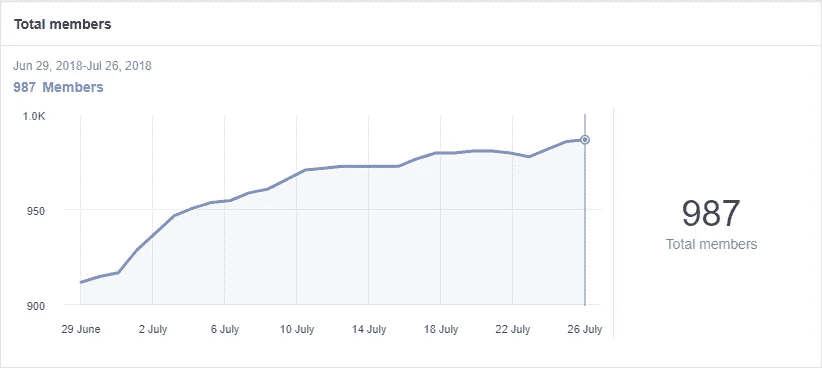 Total members
Jun 29, 2018-Jul 26, 2018
987 Members
1.0K
950
900
29 June 2 July 6 July 10 July 14 July 18 July 22 July 26 July
987
Total members